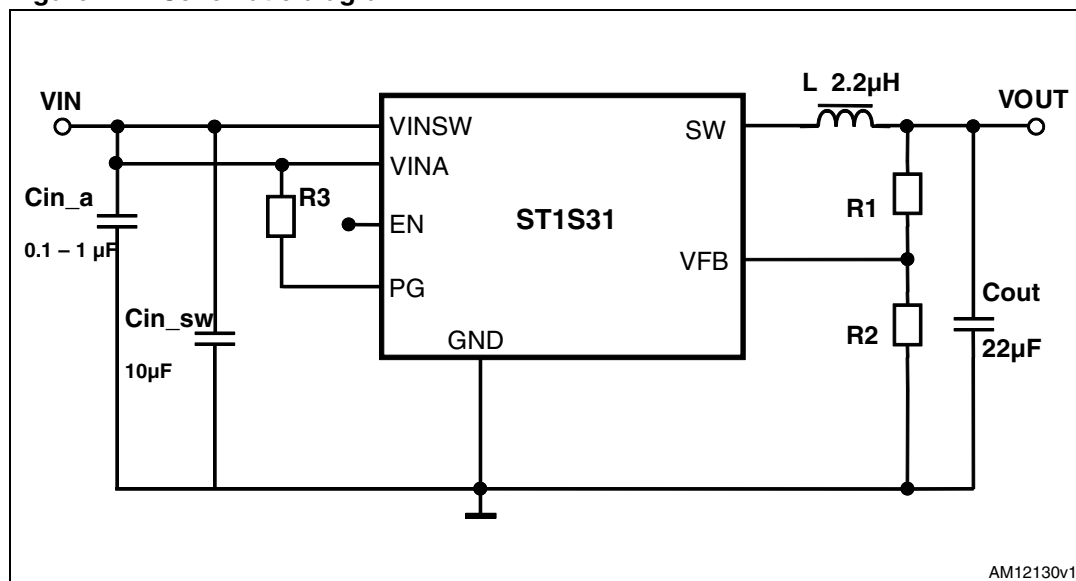 VIN
VINSW
VINA
EN
PG
GND
SW
VFB
ST1S31
L 2.2µH
VOUT
Cin_a
0.1 – 1 µF
Cin_sw
10µF
R3
R1
R2
Cout
22µF
AM12130v1